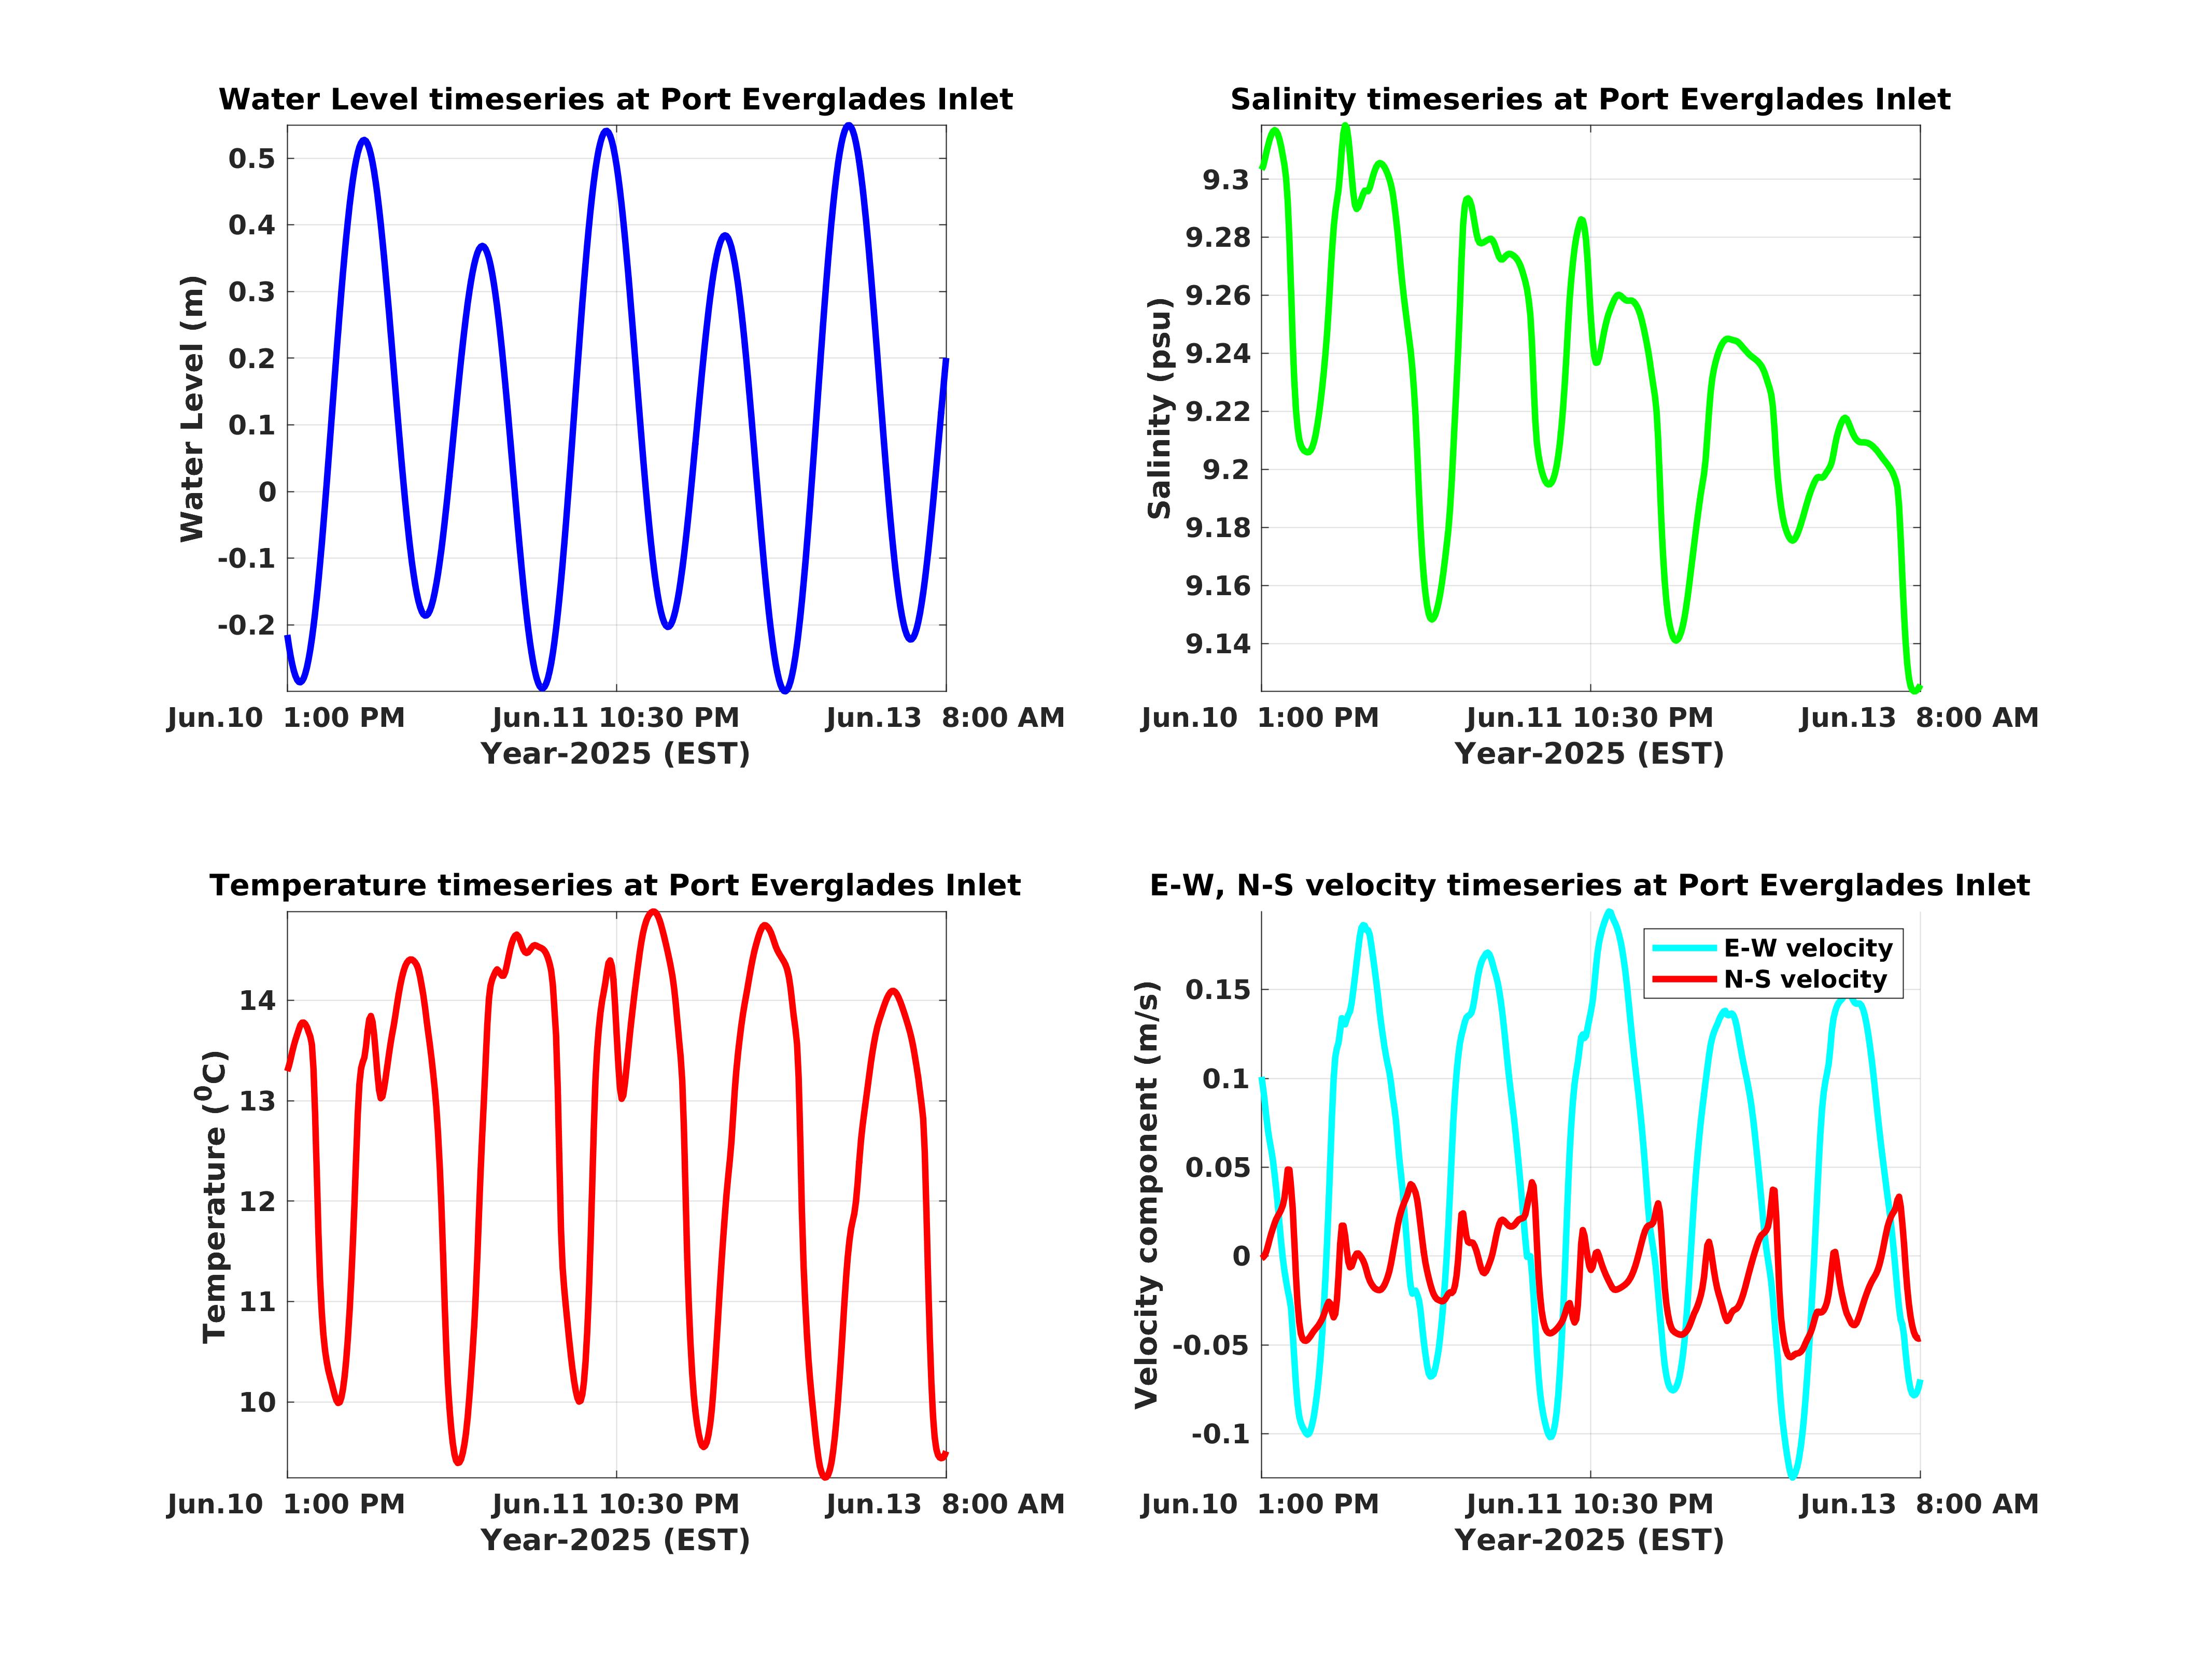 Water Level timeseries at Port Everglades Inlet
Water Level (m)
0.5
0.4
0.3
0.2
0.1
0
-0.1
-0.2
Jun.10 1:00 PM
Jun.11 10:30 PM
Jun.13 8:00 AM
Year-2025 (EST)
Salinity timeseries at Port Everglades Inlet
Salinity (psu)
9.3
9.28
9.26
9.24
9.22
9.2
9.18
9.16
9.14
Jun.10 1:00 PM
Jun.11 10:30 PM
Jun.13 8:00 AM
Year-2025 (EST)
Temperature timeseries at Port Everglades Inlet
Temperature (⁰C)
14
13
12
11
10
Jun.10 1:00 PM
Jun.11 10:30 PM
Jun.13 8:00 AM
Year-2025 (EST)
E-W, N-S velocity timeseries at Port Everglades Inlet
Velocity component (m/s)
0.15
0.1
0.05
0
-0.05
-0.1
E-W velocity
N-S velocity
Jun.10 1:00 PM
Jun.11 10:30 PM
Jun.13 8:00 AM
Year-2025 (EST)